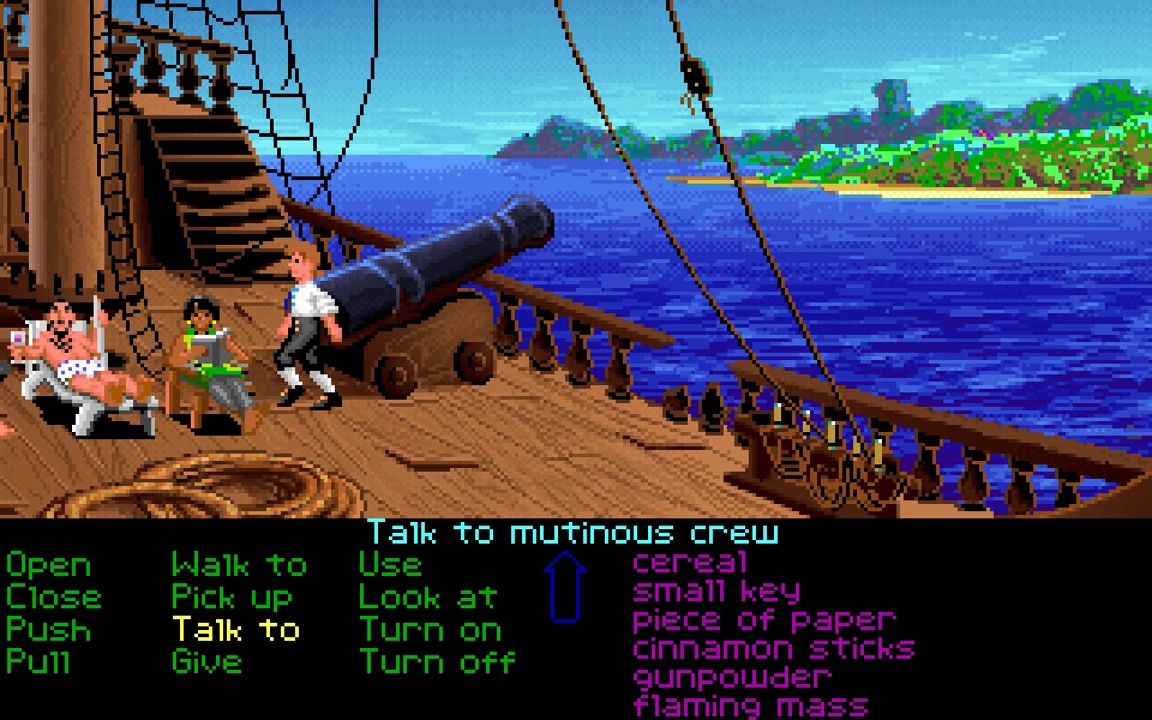 Talk to mutinous crew
Open Walk to Use cereal
Close Pick up Look at small key
Push Talk to Turn on piece of paper
Pull Give Turn off cinnamon sticks
gunpowder
flaming mass